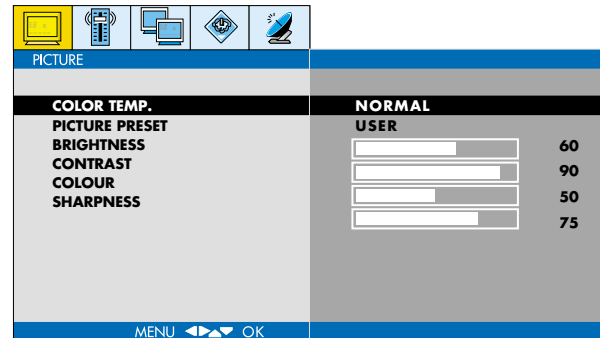 PICTURE
COLOR TEMP. NORMAL
PICTURE PRESET USER
BRIGHTNESS 60
CONTRAST 90
COLOUR 50
SHARPNESS 75
MENU OK